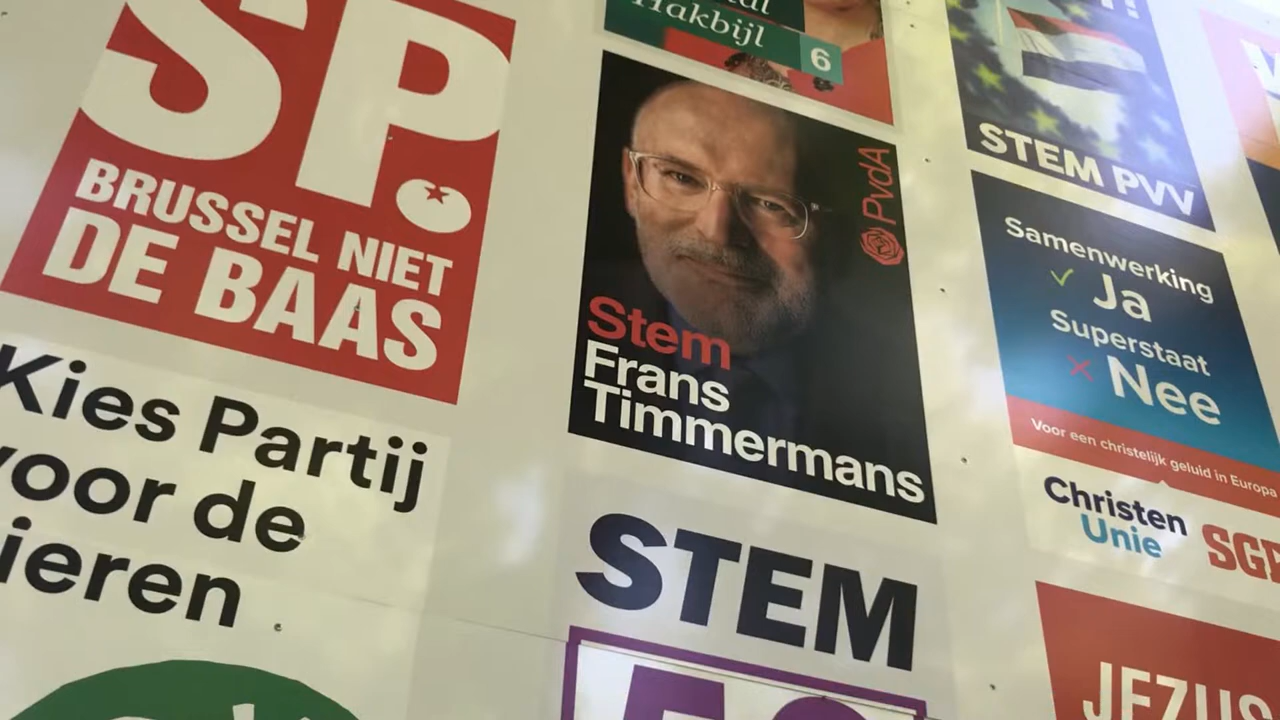 SP.
BRUSSEL NIET
DE BAAS
Kies Partij
voor de
ieren
Hakbijl
6
PvdA
Stem
Frans
Timmermans
STEM
STEM PVV
Samenwerking
Ja
Superstaat
Nee
Voor een christelijk geluid in Europa
Christen
Unie
SGP
JEZUS